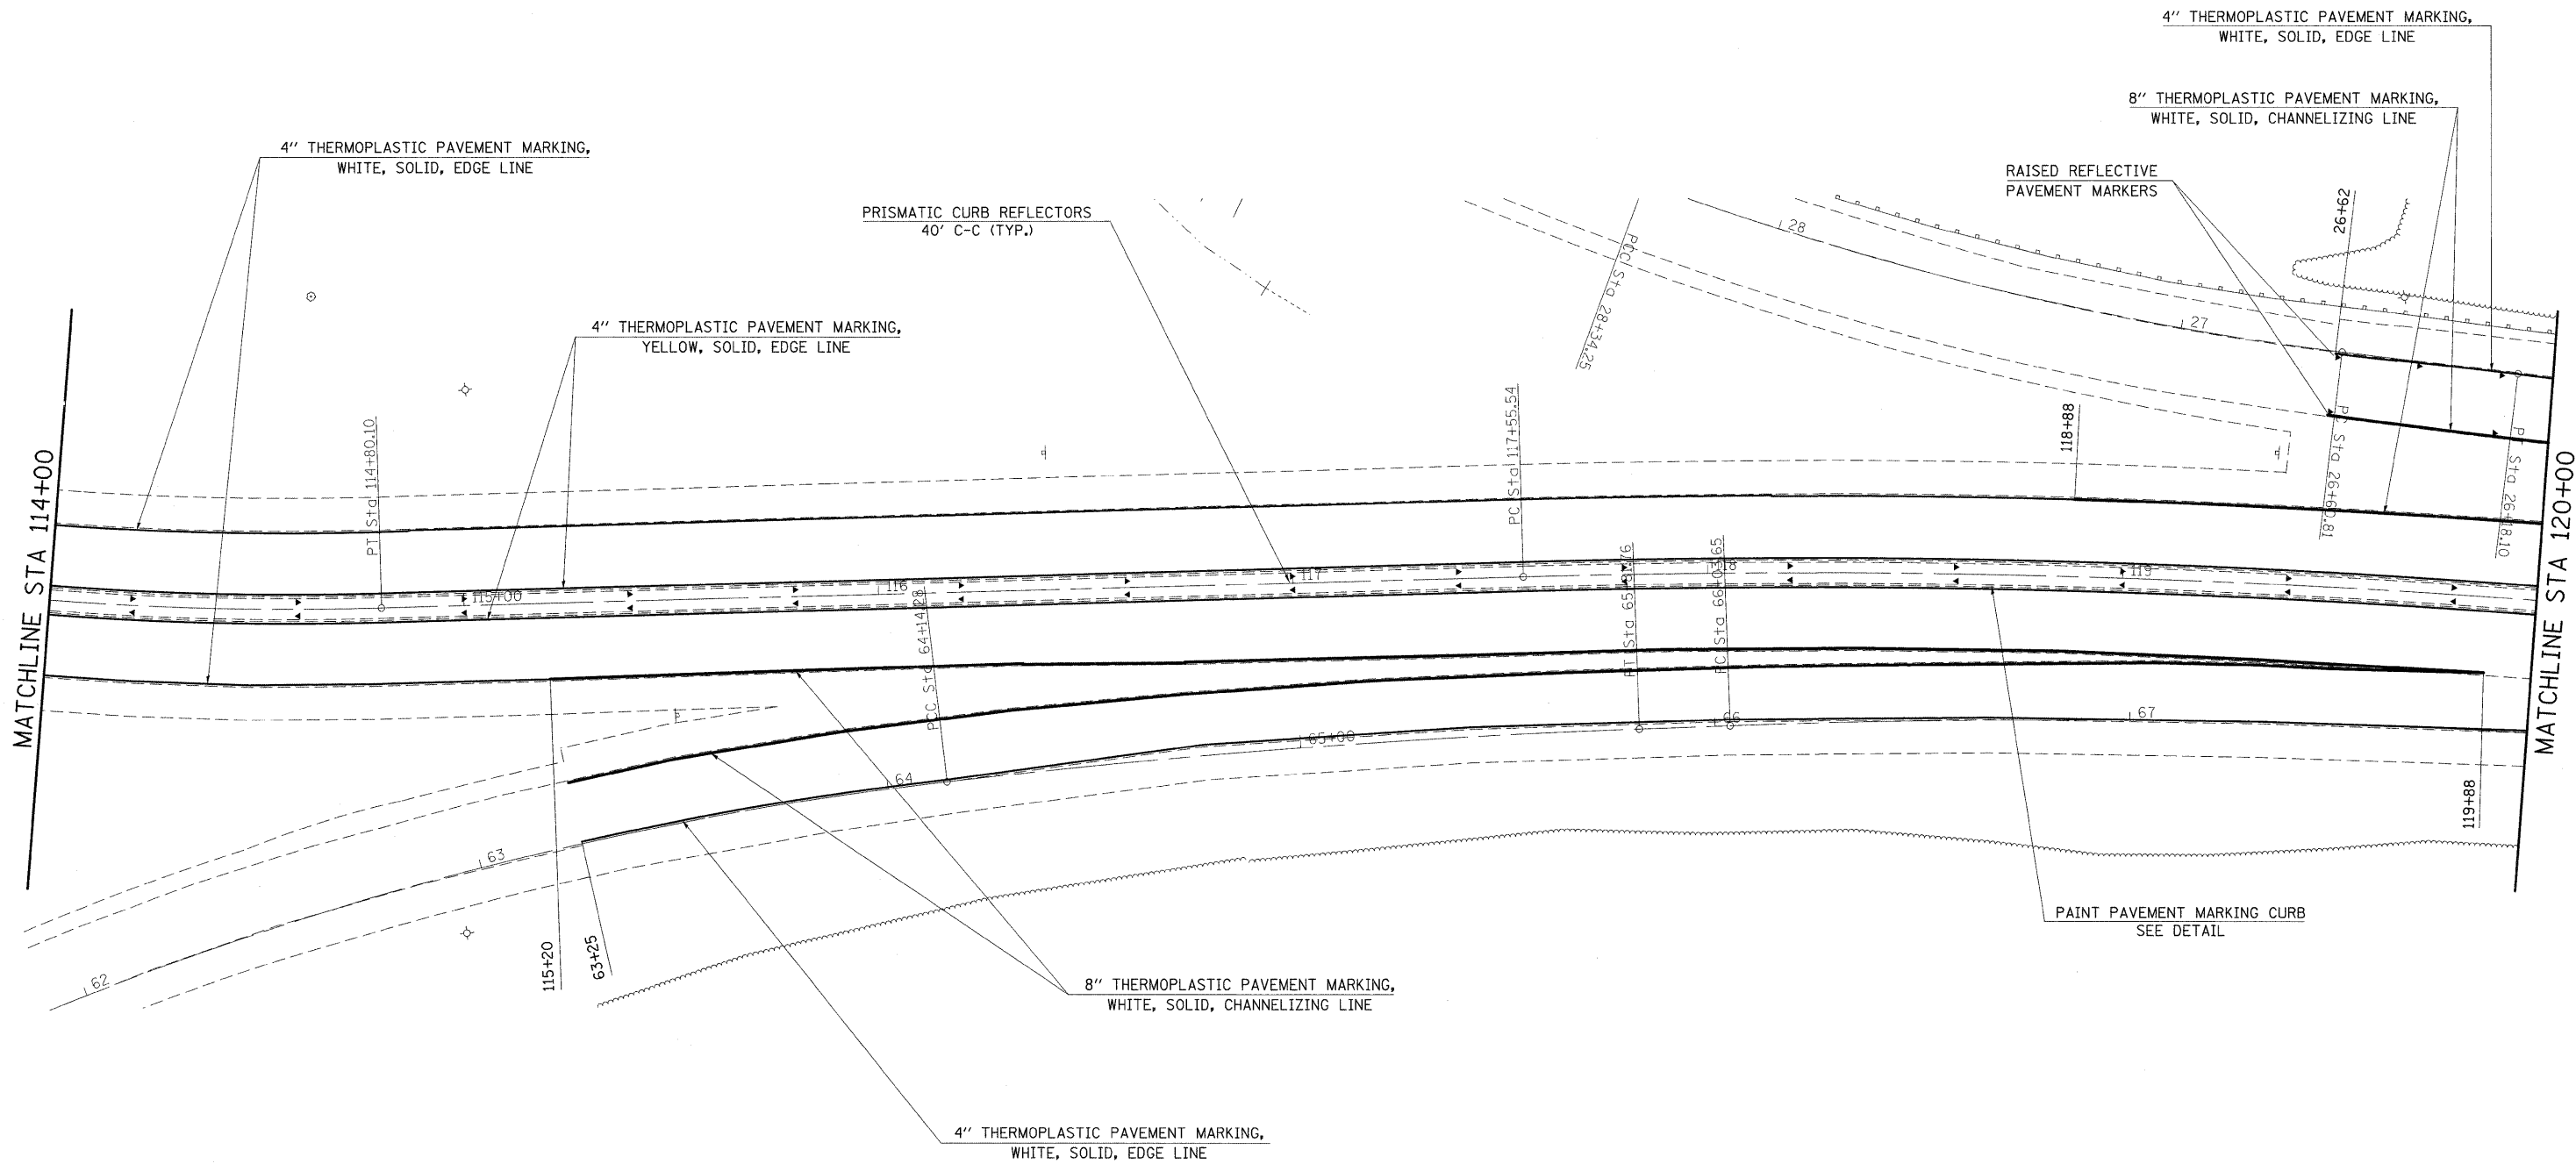 4" THERMOPLASTIC PAVEMENT MARKING,
WHITE, SOLID, EDGE LINE
8" THERMOPLASTIC PAVEMENT MARKING,
WHITE, SOLID, CHANNELIZING LINE
4" THERMOPLASTIC PAVEMENT MARKING,
WHITE, SOLID, EDGE LINE
RAISED REFLECTIVE
PAVEMENT MARKERS
PRISMATIC CURB REFLECTORS
40' C-C (TYP.)
26+62
28
PCC Sta 28+34.25
27
4" THERMOPLASTIC PAVEMENT MARKING,
YELLOW, SOLID, EDGE LINE
MATCHLINE STA 114+00
PT Sta 114+80.10
PC Sta 117+55.54
118+88
PC Sta 26+60.81
PT Sta 26+18.10
MATCHLINE STA 120+00
115+00
116
117
118
119
PCC Sta 64+14.28
PC Sta 66+03.65
62
63
64
65+00
66
67
115+20
63+25
119+88
PAINT PAVEMENT MARKING CURB
SEE DETAIL
8" THERMOPLASTIC PAVEMENT MARKING,
WHITE, SOLID, CHANNELIZING LINE
4" THERMOPLASTIC PAVEMENT MARKING,
WHITE, SOLID, EDGE LINE